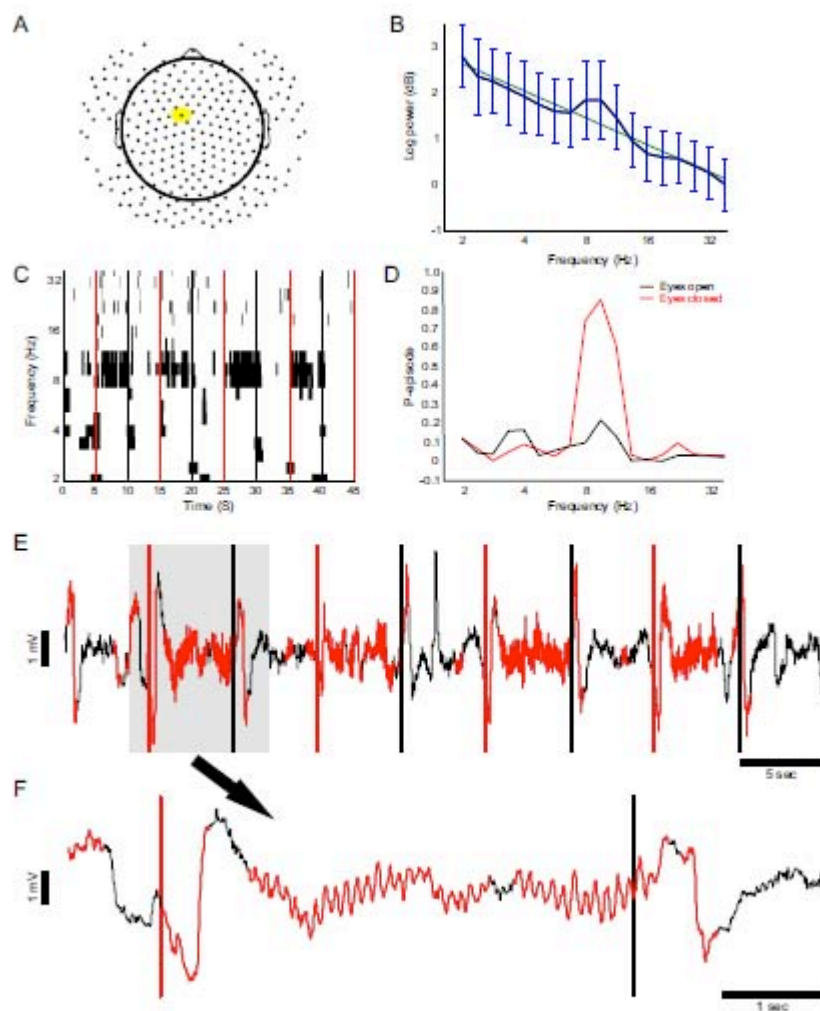 A
B
Log power (dB)
3
2
1
0
-1
2 4 8 16 32
Frequency (Hz)
C
Frequency (Hz)
32
16
8
4
2
0 5 10 15 20 25 30 35 40 45
Time (S)
D
P-episode
1.0
0.9
0.8
0.7
0.6
0.5
0.4
0.3
0.2
0.1
0
-0.1
Eyes open
Eyes closed
2 4 8 16 32
Frequency (Hz)
E
1 mV
5 sec
F
1 mV
1 sec